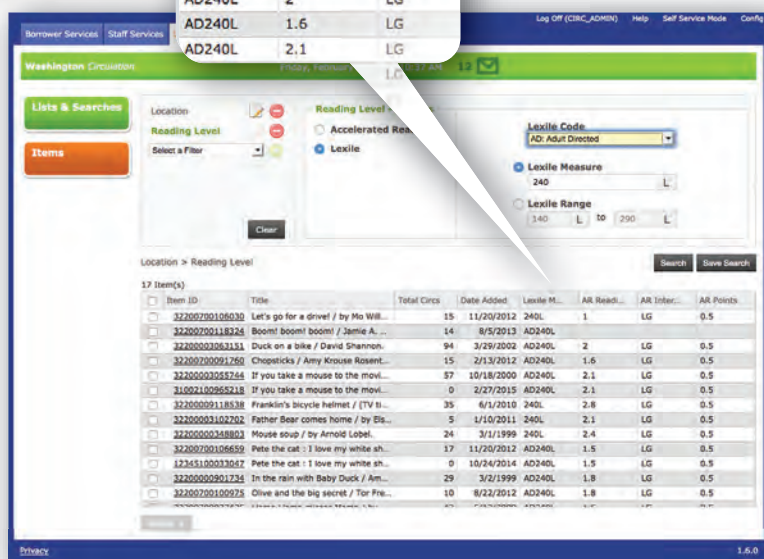 AD240L 2 LG
AD240L 1.6 LG
AD240L 2.1 LG
LG
Log Off (CIRC_ADMIN) Help Self Service Mode Config
Borrower Services Staff Services
Washington Circulation Friday, 12
Lists & Searches
Items
Location
Reading Level
Select a Filter
Clear
Reading Level
Accelerated
Lexile
Lexile Code
AD: Adult Directed
Lexile Measure
240 L
Lexile Range
140 L to 290 L
Location > Reading Level
Search Save Search
17 Item(s)
Item ID Title Total Circs Date Added Lexile M... AR Readi... AR Inter... AR Points
32200700106030 Let's go for a drive! / by Mo Will... 15 11/20/2012 240L 1 LG 0.5
32200700118324 Boom! boom! boom! / Jamie A. ... 14 8/5/2013 AD240L
32200003063151 Duck on a bike / David Shannon. 94 3/29/2002 AD240L 2 LG 0.5
32200700091760 Chopsticks / Amy Krouse Rosent... 15 2/13/2012 AD240L 1.6 LG 0.5
32200003055744 If you take a mouse to the movi... 57 10/18/2000 AD240L 2.1 LG 0.5
31002100965218 If you take a mouse to the movi... 0 2/27/2015 AD240L 2.1 LG 0.5
32200009118538 Franklin's bicycle helmet / (TV ti... 35 6/1/2010 240L 2.8 LG 0.5
32200003102702 Father Bear comes home / by Els... 5 1/10/2011 240L 2.1 LG 0.5
32200000348803 Mouse soup / by Arnold Lobel. 24 3/1/1999 240L 2.4 LG 0.5
32200700106659 Pete the cat : I love my white sh... 17 11/20/2012 AD240L 1.5 LG 0.5
12345100033047 Pete the cat : I love my white sh... 0 10/24/2014 AD240L 1.5 LG 0.5
32200000901734 In the rain with Baby Duck / Am... 29 3/2/1999 AD240L 1.8 LG 0.5
32200700100975 Olive and the big secret / Tor Fre... 10 8/22/2012 AD240L 1.8 LG 0.5
Privacy 1.6.0